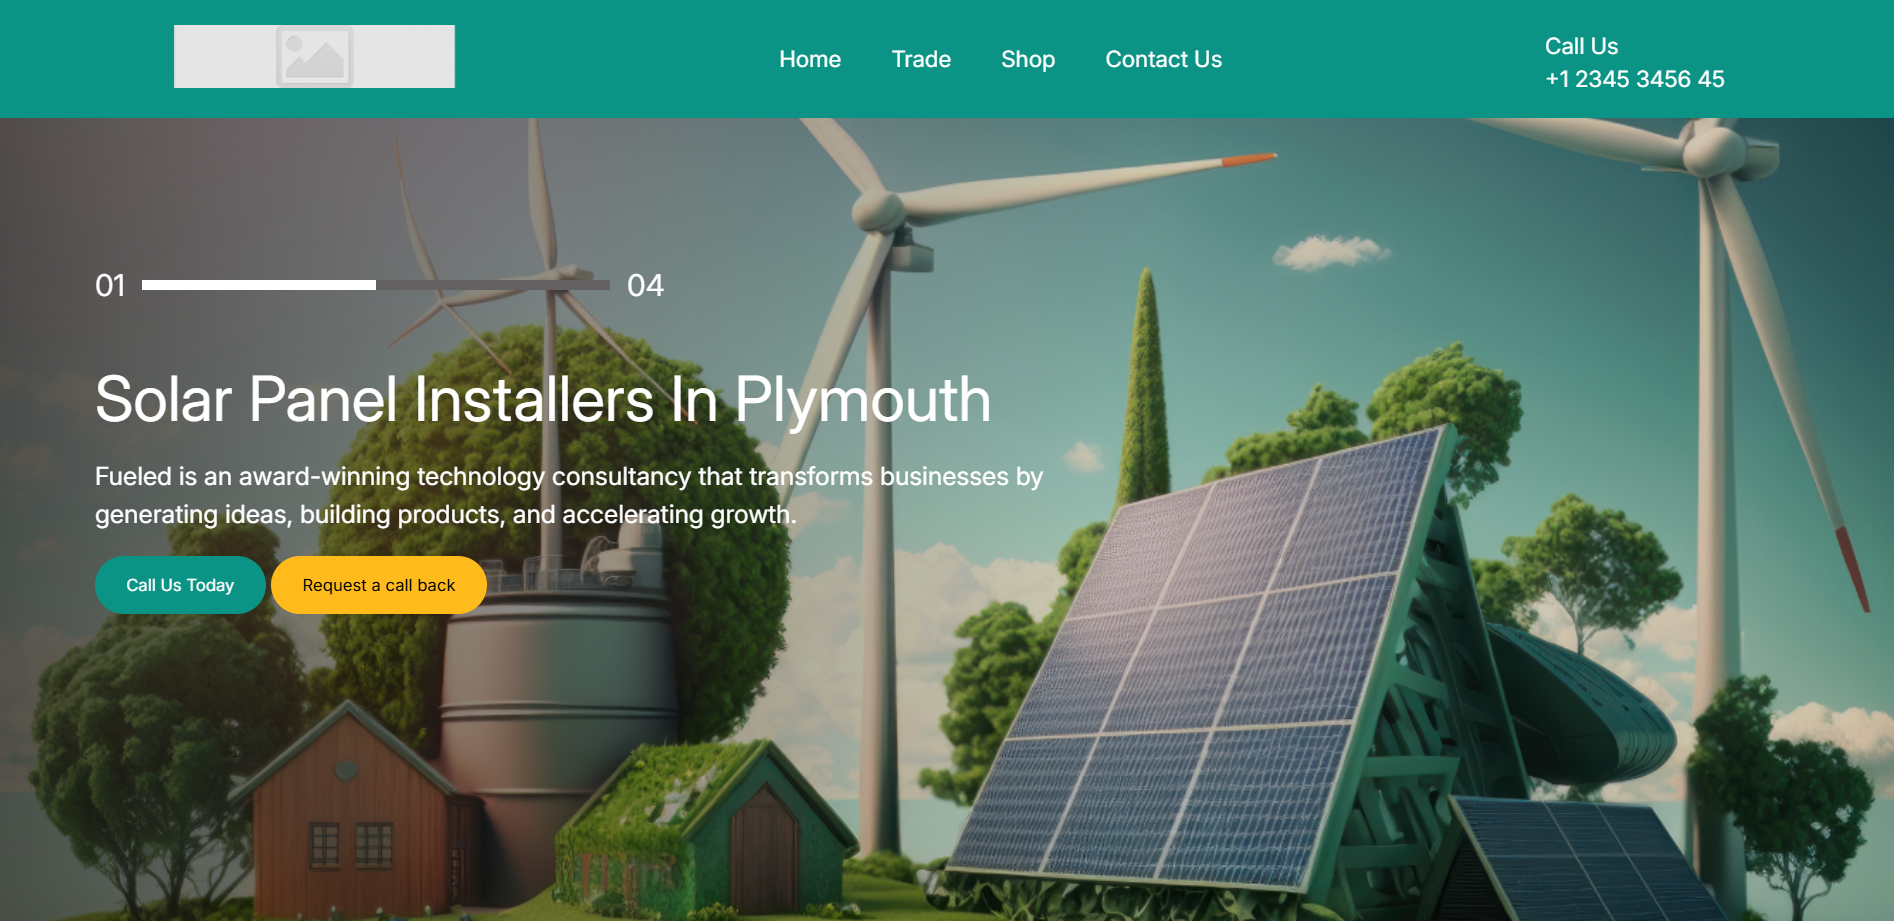 Home
Trade
Shop
Contact Us
Call Us
+1 2345 3456 45
01
04
Solar Panel Installers In Plymouth
Fueled is an award-winning technology consultancy that transforms businesses by
generating ideas, building products, and accelerating growth.
Call Us Today
Request a call back